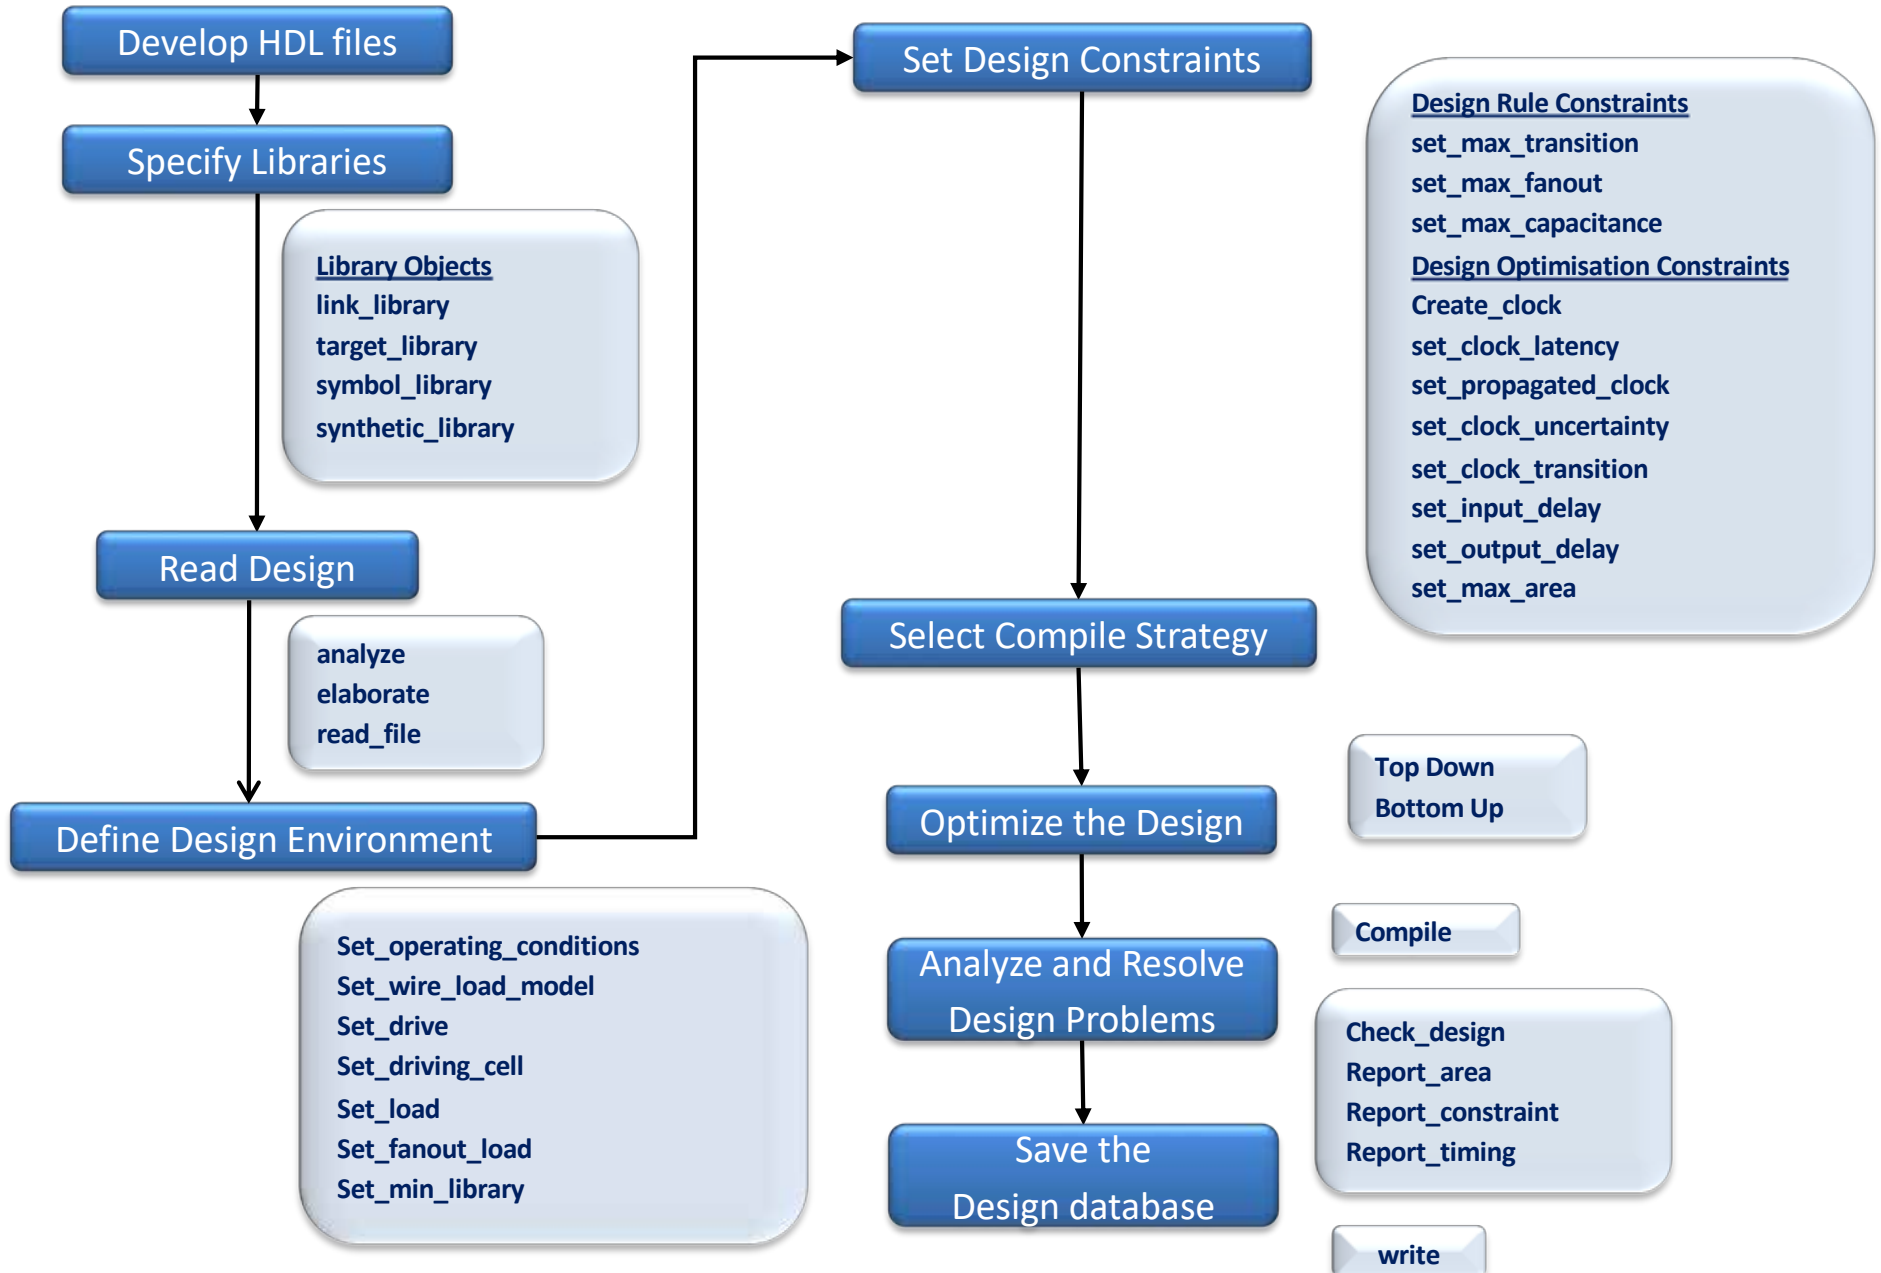 Develop HDL files
Specify Libraries
Library Objects
link_library
target_library
symbol_library
synthetic_library
Read Design
analyze
elaborate
read_file
Define Design Environment
Set_operating_conditions
Set_wire_load_model
Set_drive
Set_driving_cell
Set_load
Set_fanout_load
Set_min_library
Set Design Constraints
Design Rule Constraints
set_max_transition
set_max_fanout
set_max_capacitance
Design Optimisation Constraints
Create_clock
set_clock_latency
set_propagated_clock
set_clock_uncertainty
set_clock_transition
set_input_delay
set_output_delay
set_max_area
Select Compile Strategy
Top Down
Bottom Up
Optimize the Design
Compile
Analyze and Resolve
Design Problems
Check_design
Report_area
Report_constraint
Report_timing
Save the
Design database
write